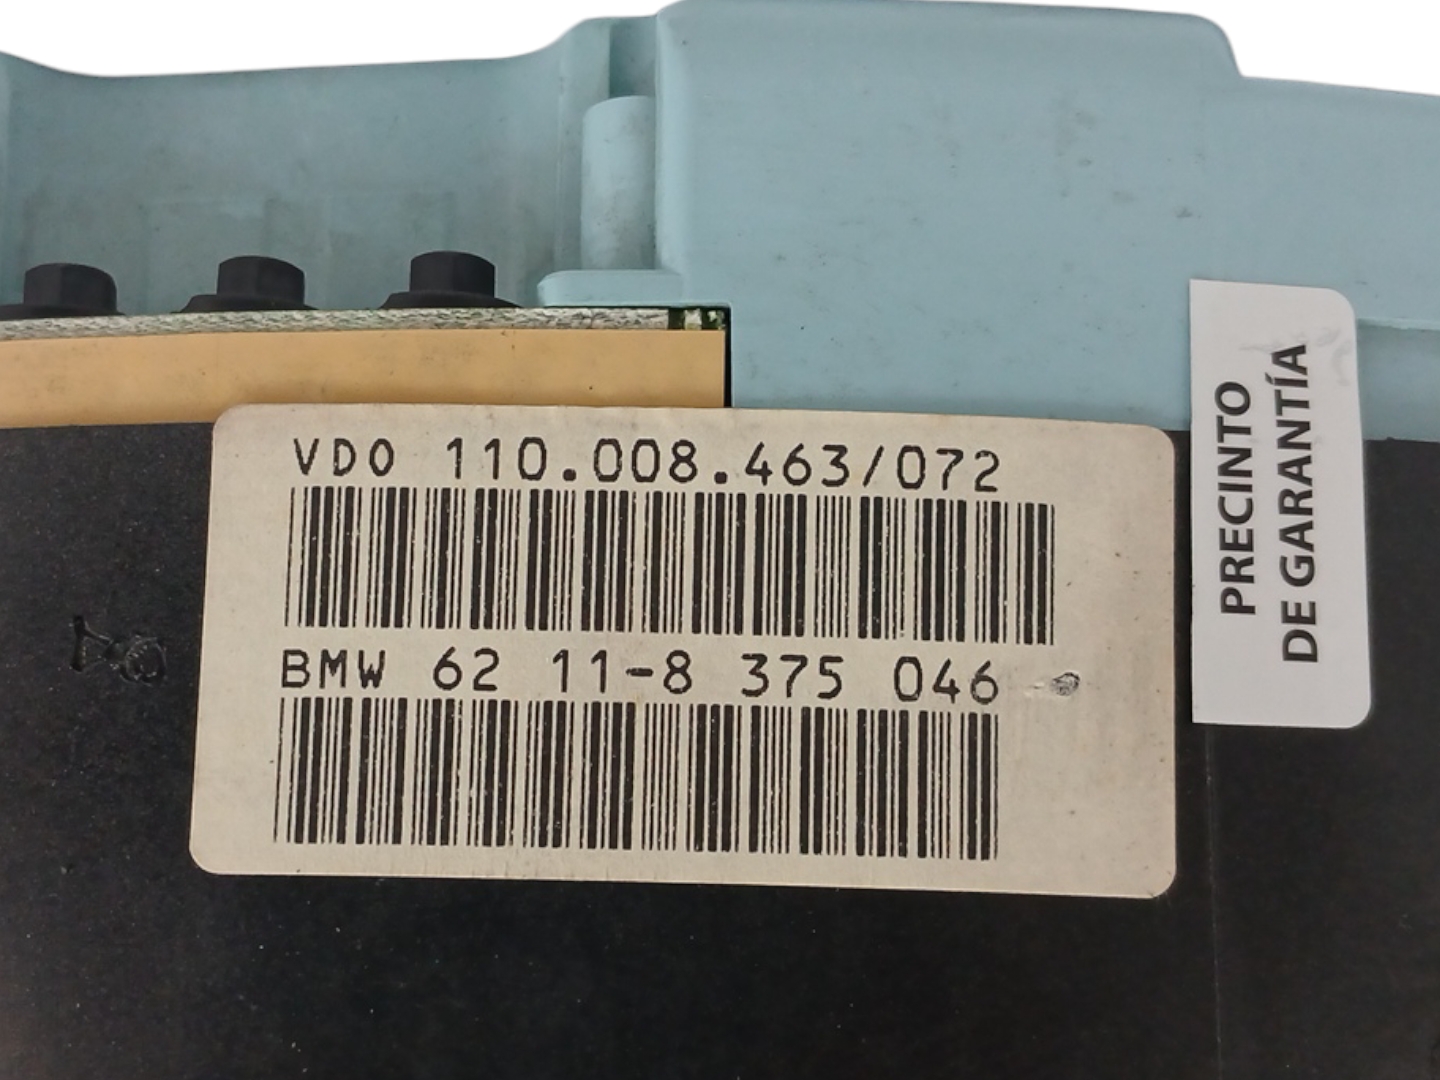 VDO 110.008.463/072
BMW 62 11-8 375 046
PRECINTO
DE GARANTÍA